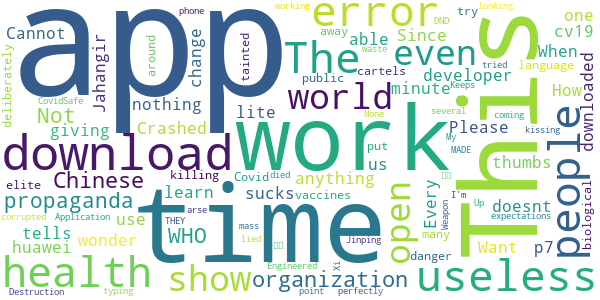 phone
working
looking
DND
app
error
This
one
cv19
Cannot
Jahangir
around
change
away
tainted
The
even
Since
able
try
language
deliberately
CovidSafe
nothing
public
cartels
developer
When
waste
tried
Not
Crashed
lite
world
minute
How
downloaded
None
Keeps
download
work
people
giving
killing
Covid
put
us
Please
several
coming
kissing
Chinese
time
anything
thumbs
My
MADE
elite
propaganda
learn
sucks
vaccines
Every
doesnt
biological
died
arse
open
many
I'm
Up
expectations
tells
use
WHO
Application
THEY
mass
huawei
wonder
Want
p7
corrupted
lied
Xi
Jinping
Weapon
danger
health
show
organization
useless
Engineered
Destruction
typing
point
perfectly